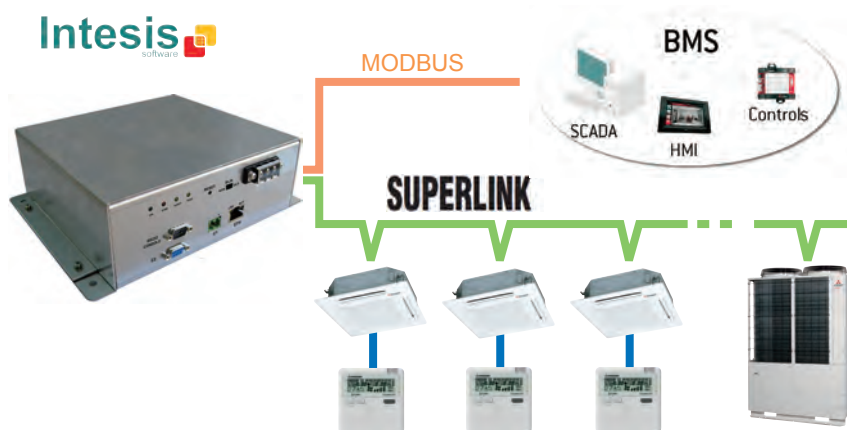 Intesis
software
MODBUS
BMS
SCADA
HMI
Controls
SUPERLINK